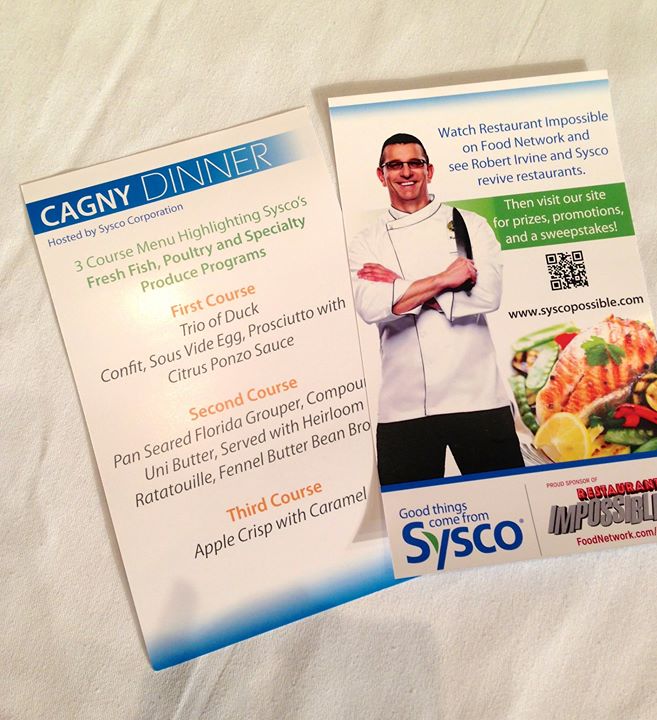 CAGNY DINNER
Hosted by Sysco Corporation
3 Course Menu Highlighting Sysco's
Fresh Fish, Poultry and Specialty
Produce Programs
First Course
Trio of Duck
Confit, Sous Vide Egg, Prosciutto with
Citrus Ponzo Sauce
Second Course
Pan Seared Florida Grouper,
Uni Butter, Served with Heirloom
Ratatouille, Fennel Butter Bean
Third Course
Apple Crisp with Caramel
Watch Restaurant Impossible
on Food Network and
see Robert Irvine and Sysco
revive restaurants.
Then visit our site
for prizes, promotions,
and a sweepstakes!
www.syscopossible.com
Good things
come from
Sysco®
PROUD SPONSOR OF
RESTAURANT
IMPOSSIBLE
FoodNetwork.com/